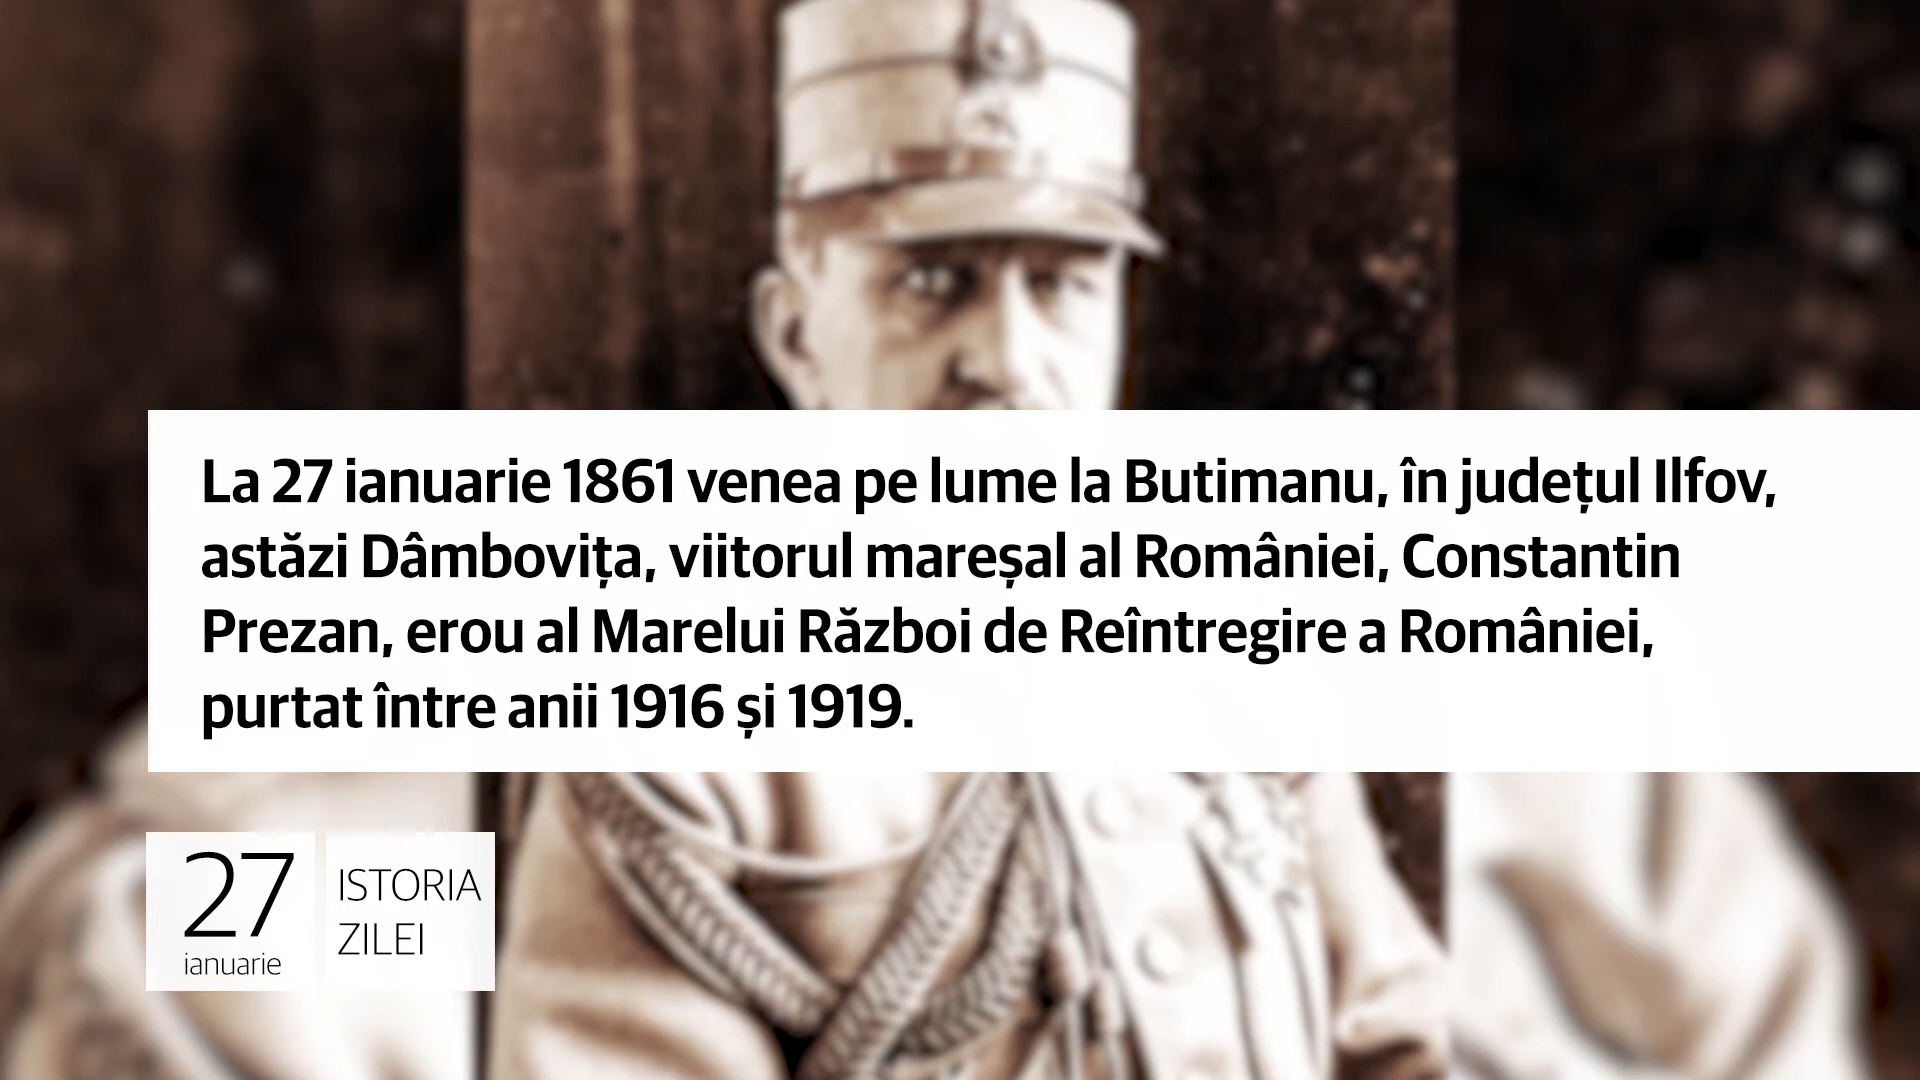 La 27 ianuarie 1861 venea pe lume la Butimanu, în județul Ilfov,
astăzi Dâmbovița, viitorul mareșal al României, Constantin
Prezan, erou al Marelui Război de Reîntregire a României,
purtat între anii 1916 și 1919.
27
ianuarie
ISTORIA
ZILEI